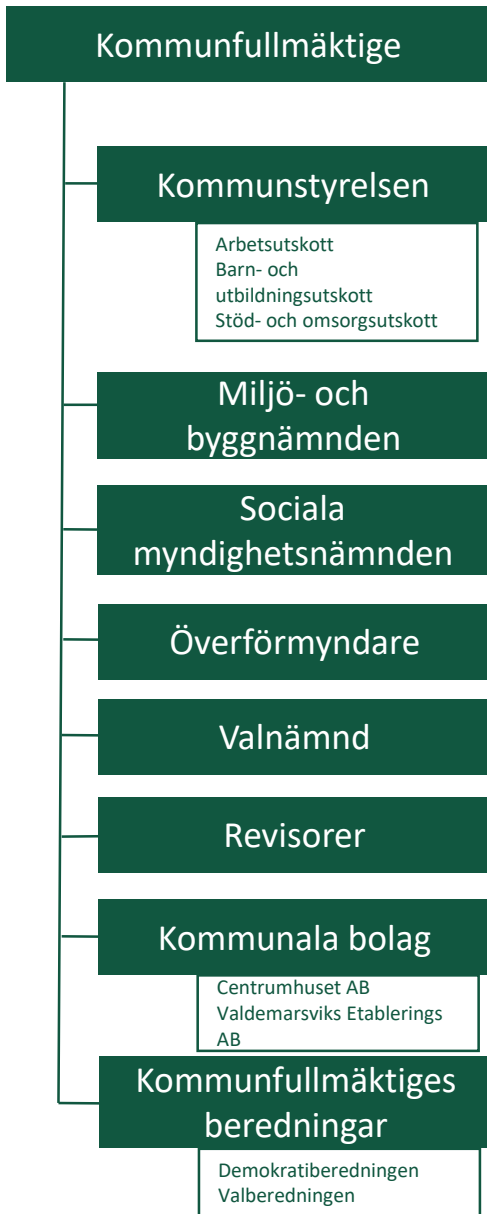 Kommunfullmäktige
Kommunstyrelsen
Arbetsutskott
Barn- och
utbildningsutskott
Stöd- och omsorgsutskott
Miljö- och
byggnämnden
Sociala
myndighetsnämnden
Överförmyndare
Valnämnd
Revisorer
Kommunala bolag
Centrumhuset AB
Valdemarsviks Etablerings
AB
Kommunfullmäktiges
beredningar
Demokratiberedningen
Valberedningen